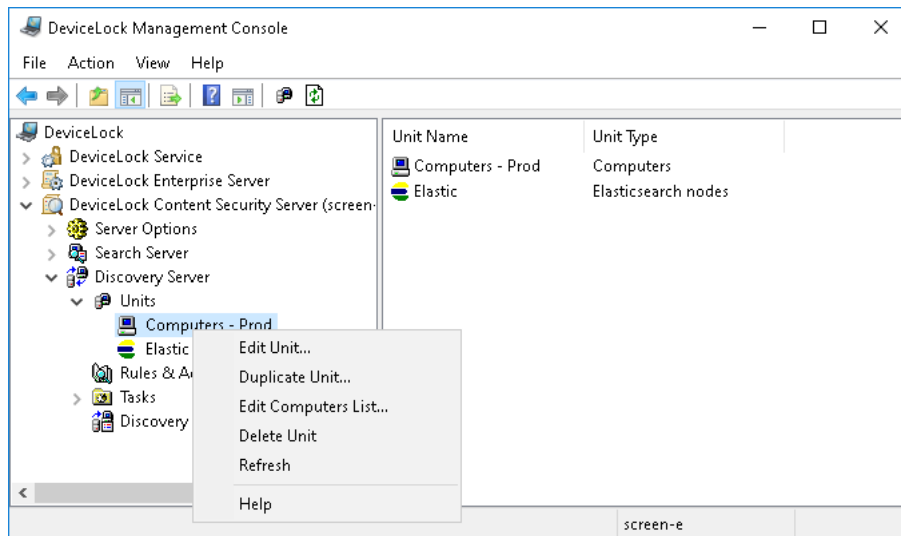 DeviceLock Management Console
File Action View Help
DeviceLock
DeviceLock Service
DeviceLock Enterprise Server
DeviceLock Content Security Server (screen-
Server Options
Search Server
Discovery Server
Units
Computers - Prod
Elastic
Rules & A
Tasks
Discovery
Edit Unit...
Duplicate Unit...
Edit Computers List...
Delete Unit
Refresh
Help
Unit Name Unit Type
Computers - Prod Computers
Elastic Elasticsearch nodes
screen-e